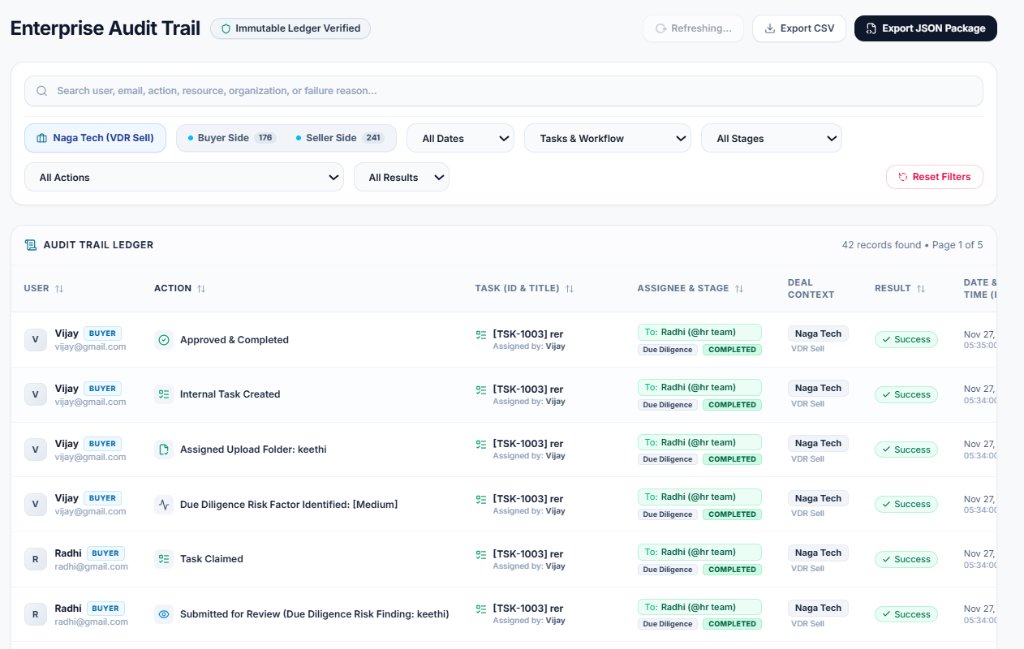 Enterprise Audit Trail
Immutable Ledger Verified
Refreshing...
Export CSV
Export JSON Package
Search user, email, action, resource, organization, or failure reason...
Naga Tech (VDR Sell)
Buyer Side 176
Seller Side 241
All Dates
Tasks & Workflow
All Stages
All Actions
All Results
Reset Filters
AUDIT TRAIL LEDGER
42 records found • Page 1 of 5
USER
ACTION
TASK (ID & TITLE)
ASSIGNEE & STAGE
DEAL CONTEXT
RESULT
DATE &
TIME (
V
Vijay BUYER
vijay@gmail.com
Approved & Completed
[TSK-1003] rer
Assigned by: Vijay
To: Radhi (@hr team)
Due Diligence COMPLETED
Naga Tech
VDR Sell
Success
Nov 27,
05:35:00
V
Vijay BUYER
vijay@gmail.com
Internal Task Created
[TSK-1003] rer
Assigned by: Vijay
To: Radhi (@hr team)
Due Diligence COMPLETED
Naga Tech
VDR Sell
Success
Nov 27,
05:34:00
V
Vijay BUYER
vijay@gmail.com
Assigned Upload Folder: keethi
[TSK-1003] rer
Assigned by: Vijay
To: Radhi (@hr team)
Due Diligence COMPLETED
Naga Tech
VDR Sell
Success
Nov 27,
05:34:00
V
Vijay BUYER
vijay@gmail.com
Due Diligence Risk Factor Identified: [Medium]
[TSK-1003] rer
Assigned by: Vijay
To: Radhi (@hr team)
Due Diligence COMPLETED
Naga Tech
VDR Sell
Success
Nov 27,
05:34:00
R
Radhi BUYER
radhi@gmail.com
Task Claimed
[TSK-1003] rer
Assigned by: Vijay
To: Radhi (@hr team)
Due Diligence COMPLETED
Naga Tech
VDR Sell
Success
Nov 27,
05:34:00
R
Radhi BUYER
radhi@gmail.com
Submitted for Review (Due Diligence Risk Finding: keethi)
[TSK-1003] rer
Assigned by: Vijay
To: Radhi (@hr team)
Due Diligence COMPLETED
Naga Tech
VDR Sell
Success
Nov 27,
05:34:00